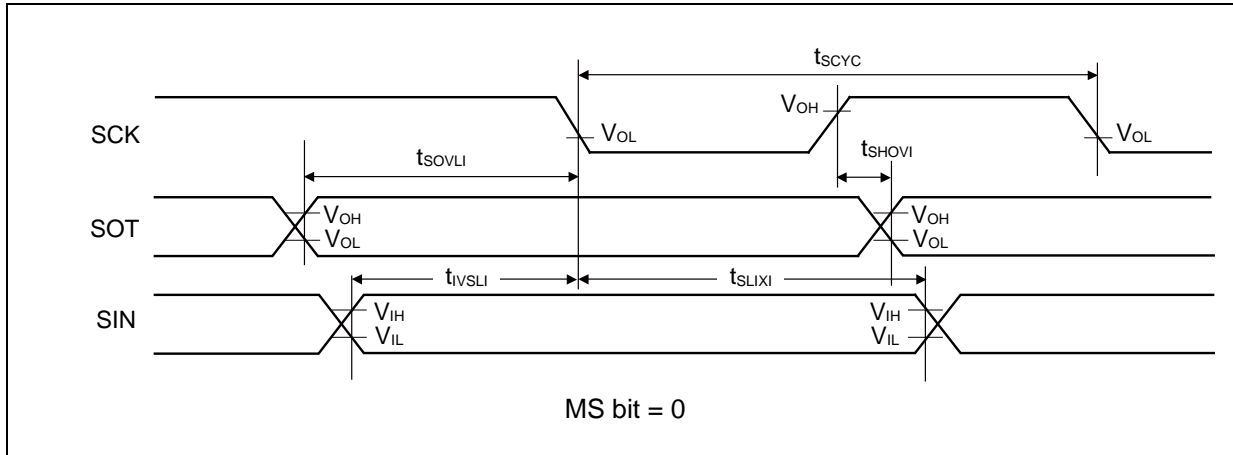 tSCYC
VOH
SCK
VOL
VOL
tSHOVI
tSOVLI
VOH
VOH
SOT
VOL
VOL
tIVSLI
tSLIXI
VIH
VIH
SIN
VIL
VIL
MS bit = 0